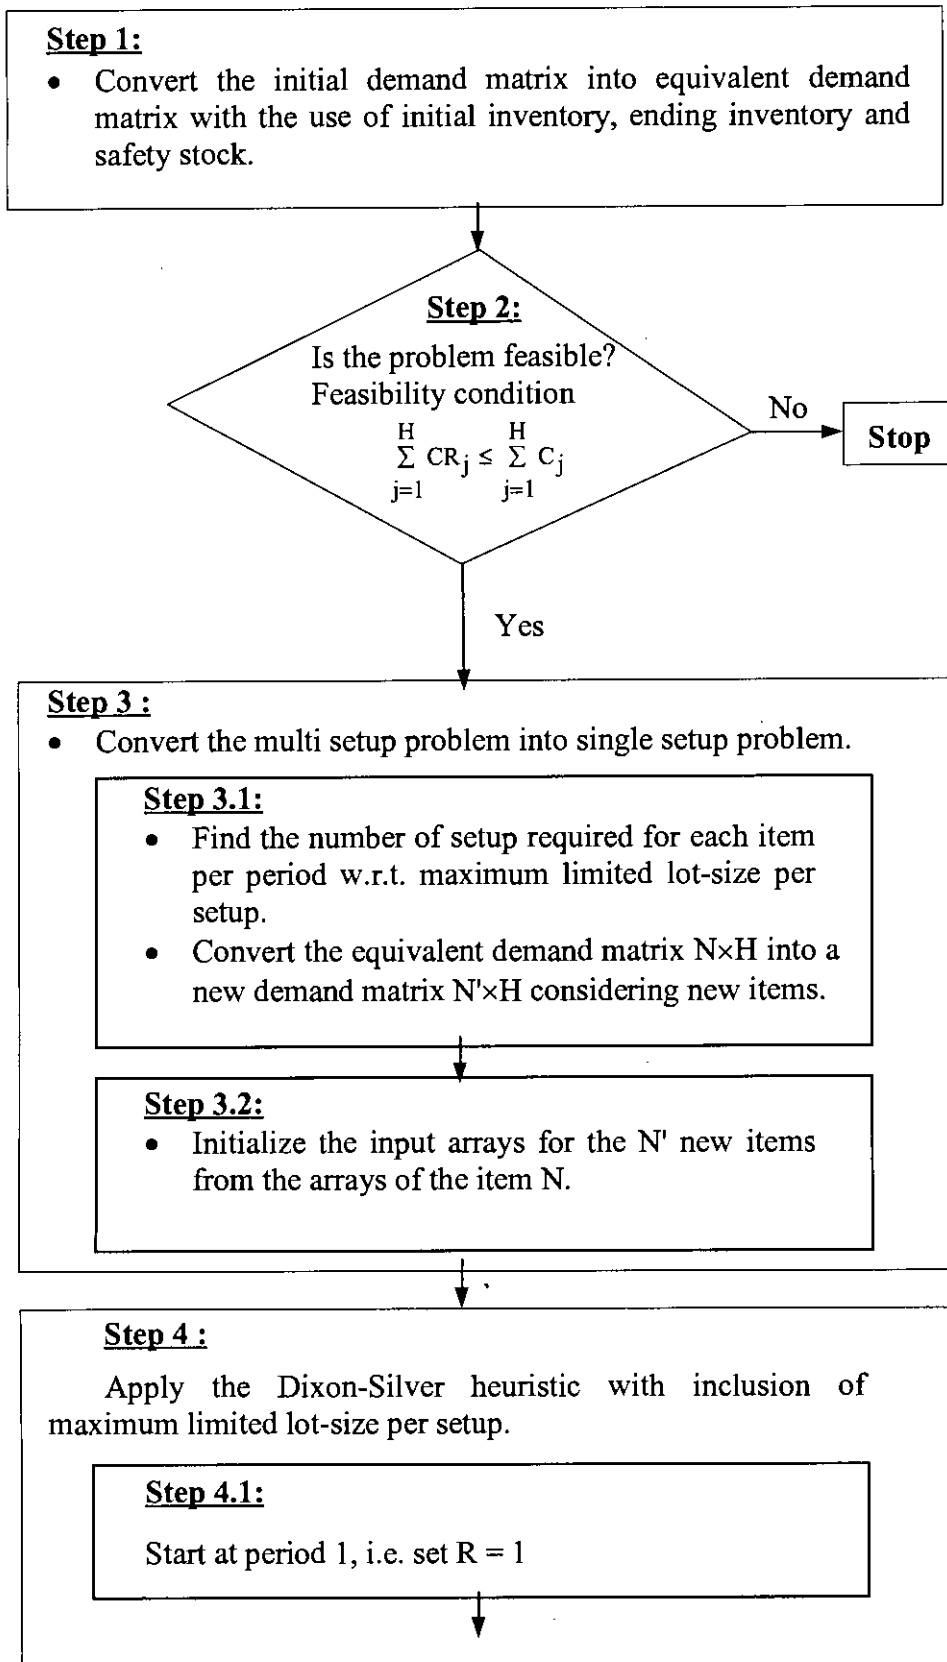 Step 1:
• Convert the initial demand matrix into equivalent demand
matrix with the use of initial inventory, ending inventory and
safety stock.
Step 2:
Is the problem feasible?
Feasibility condition
H H
Σ CRj ≤ Σ Cj
j=1 j=1
No
Stop
Yes
Step 3 :
• Convert the multi setup problem into single setup problem.
Step 3.1:
• Find the number of setup required for each item
per period w.r.t. maximum limited lot-size per
setup.
• Convert the equivalent demand matrix N×H into a
new demand matrix N'×H considering new items.
Step 3.2:
• Initialize the input arrays for the N' new items
from the arrays of the item N.
Step 4 :
Apply the Dixon-Silver heuristic with inclusion of
maximum limited lot-size per setup.
Step 4.1:
Start at period 1, i.e. set R = 1